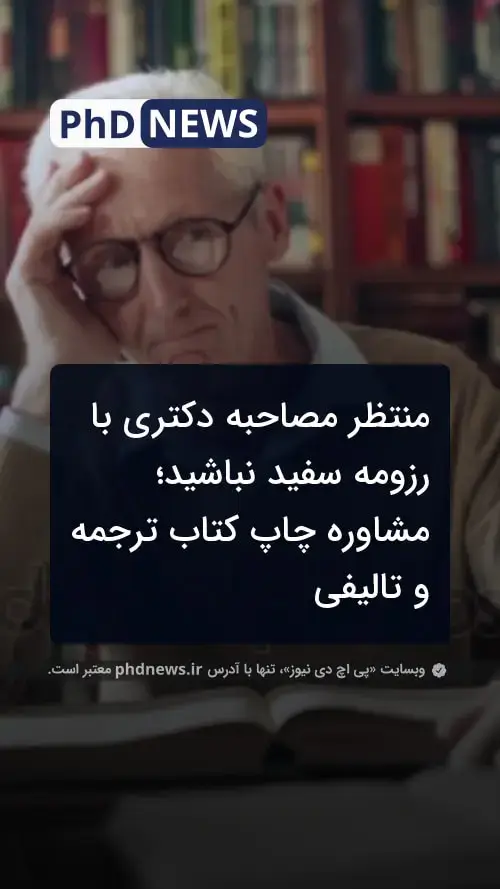 PhD NEWS
منتظر مصاحبه دکتری با
رزومه سفید نباشید؛
مشاوره چاپ کتاب ترجمه
و تالیفی
وبسایت «پی اچ دی نیوز»، تنها با آدرس phdnews.ir معتبر است.